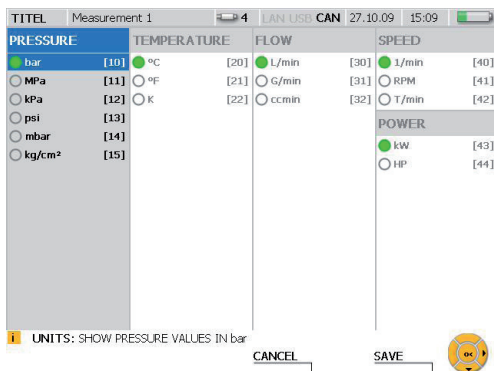 TITEL Measurement 1 4 LAN USB CAN 27.10.09 15:09
PRESSURE TEMPERATURE FLOW SPEED
bar [10] °C [20] L/min [30] 1/min [40]
MPa [11] °F [21] G/min [31] RPM [41]
kPa [12] K [22] ccmin [32] T/min [42]
psi [13] POWER
mbar [14] kW [43]
kg/cm² [15] HP [44]
i UNITS: SHOW PRESSURE VALUES IN bar
CANCEL SAVE OK